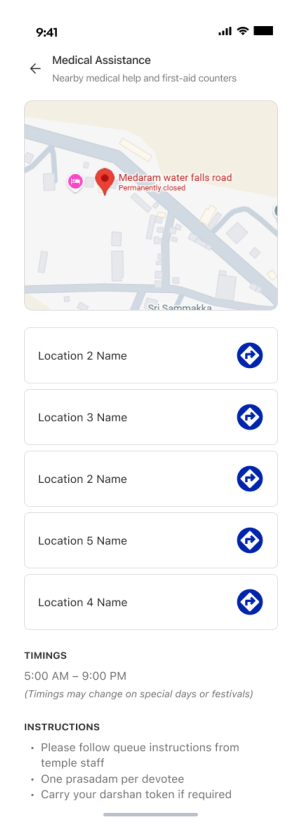 9:41
Medical Assistance
Nearby medical help and first-aid counters
Medaram water falls road
Permanently closed
Sri Sammakka
Location 2 Name
Location 3 Name
Location 2 Name
Location 5 Name
Location 4 Name
TIMINGS
5:00 AM – 9:00 PM
(Timings may change on special days or festivals)
INSTRUCTIONS
• Please follow queue instructions from
temple staff
• One prasadam per devotee
• Carry your darshan token if required